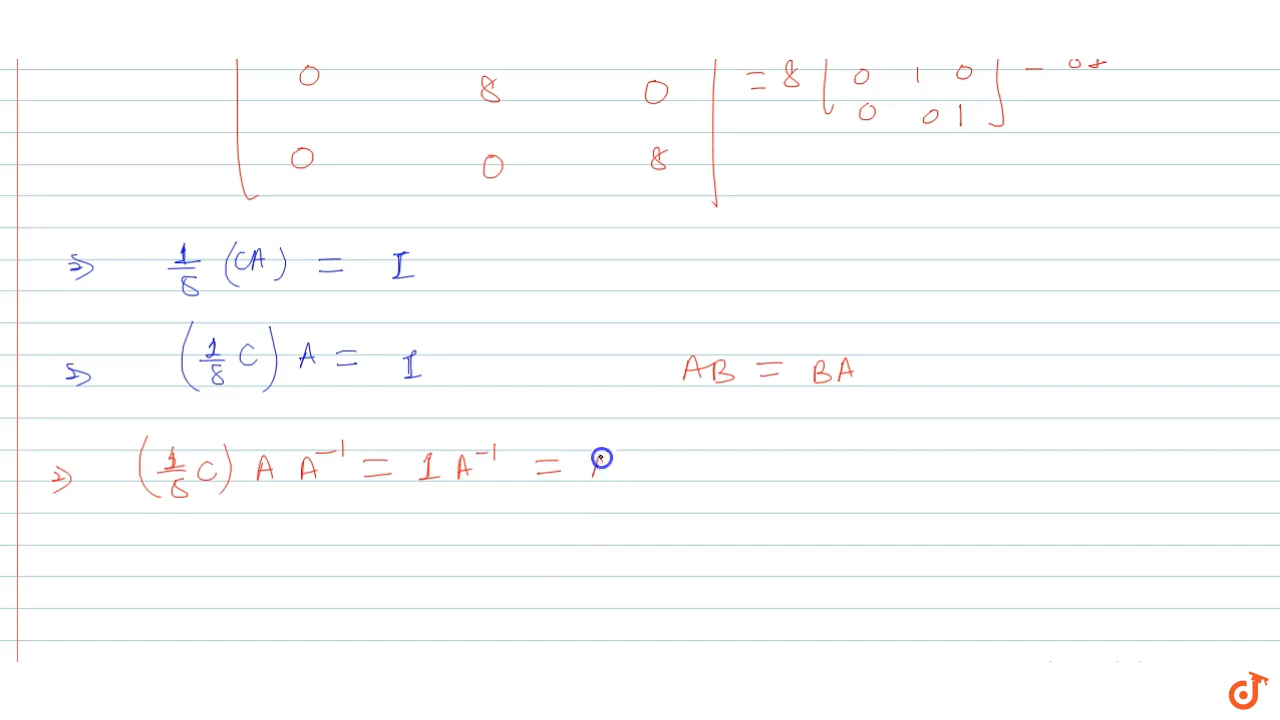 0 8 0 = 8 0 1 0
0 0 1
0 0 8
⇒ 1/8 (CA) = I
⇒ (1/8 C) A = I AB = BA
⇒ (1/8 C) A A⁻¹ = 1 A⁻¹ =